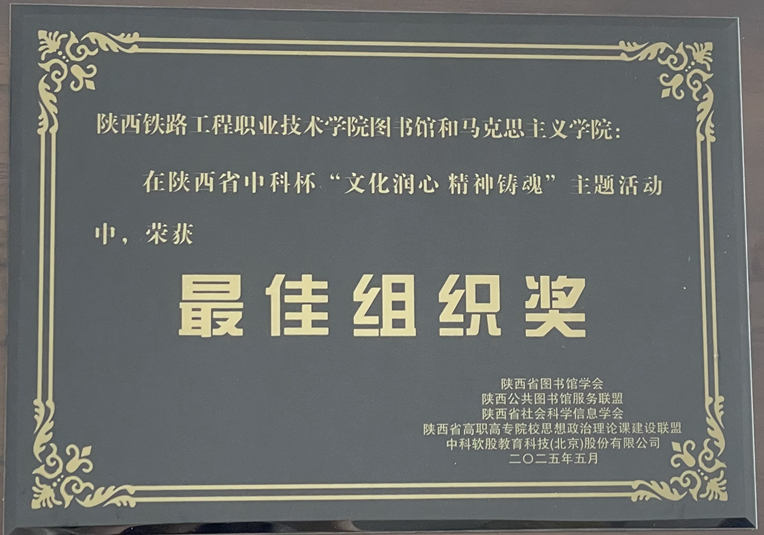 陕西铁路工程职业技术学院图书馆和马克思主义学院：
在陕西省中科杯“文化润心 精神铸魂”主题活动
中，荣获
最佳组织奖
陕西省图书馆学会
陕西公共图书馆服务联盟
陕西省社会科学信息学会
陕西省高职高专院校思想政治理论课建设联盟
中科软股教育科技(北京)股份有限公司
二〇二五年五月